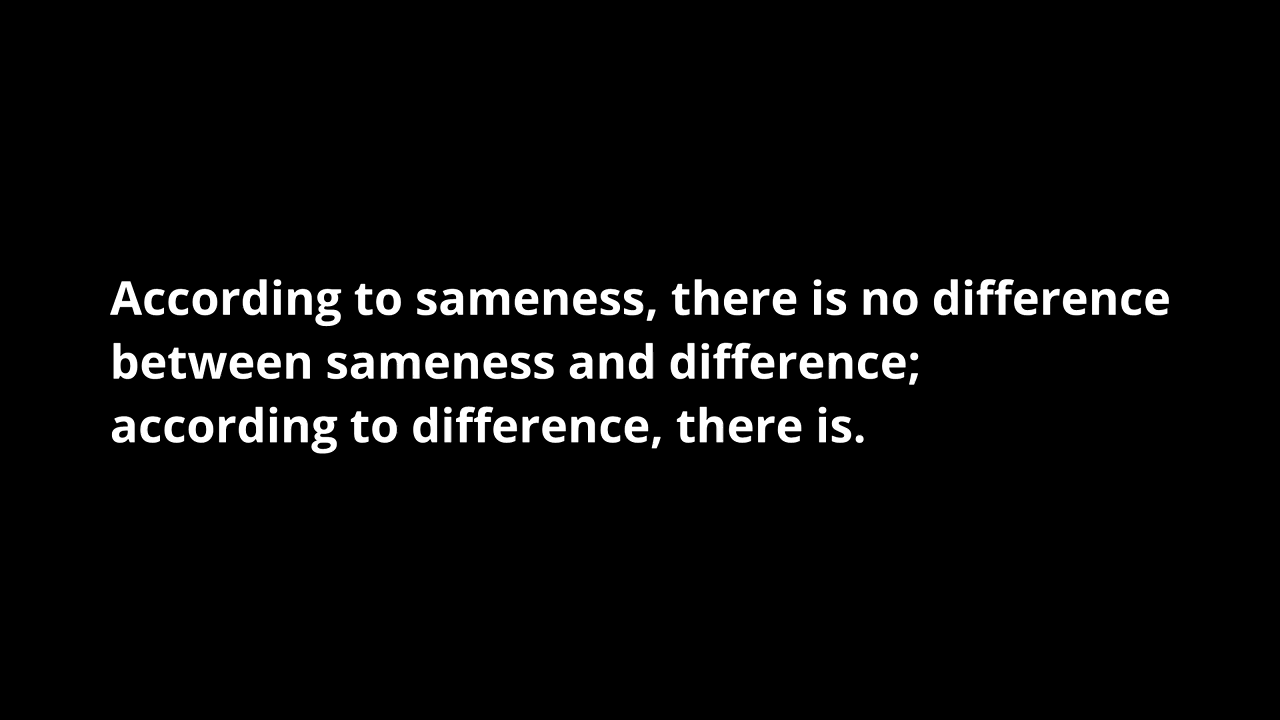 According to sameness, there is no difference
between sameness and difference;
according to difference, there is.